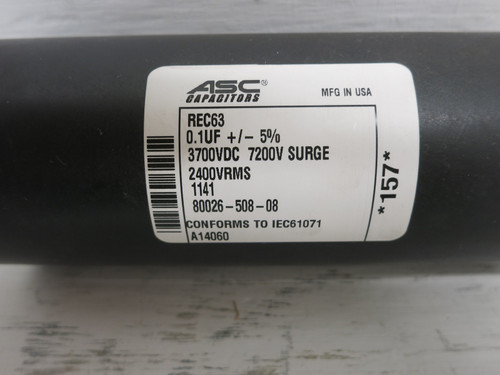 ASC®
CAPACITORS
MFG IN USA
REC63
0.1UF +/- 5%
3700VDC 7200V SURGE
2400VRMS
1141
80026-508-08
CONFORMS TO IEC61071
A14060
*157*